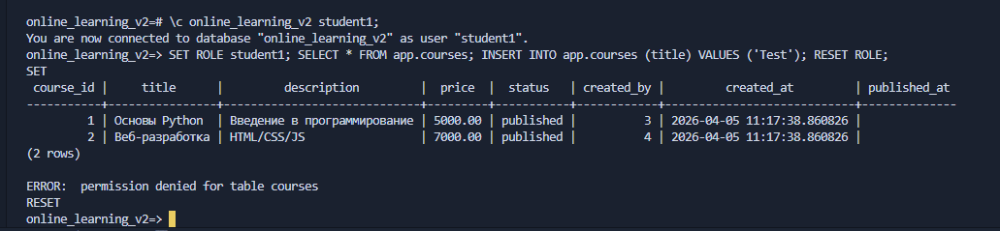 online_learning_v2=# \c online_learning_v2 student1;
You are now connected to database "online_learning_v2" as user "student1".
online_learning_v2=> SET ROLE student1; SELECT * FROM app.courses; INSERT INTO app.courses (title) VALUES ('Test'); RESET ROLE;
SET
 course_id |     title      |        description         |  price  |  status   | created_by |         created_at         | published_at
-----------+----------------+----------------------------+---------+-----------+------------+----------------------------+--------------
         1 | Основы Python  | Введение в программирование | 5000.00 | published |          3 | 2026-04-05 11:17:38.860826 |
         2 | Веб-разработка | HTML/CSS/JS                | 7000.00 | published |          4 | 2026-04-05 11:17:38.860826 |
(2 rows)
ERROR:  permission denied for table courses
RESET
online_learning_v2=>